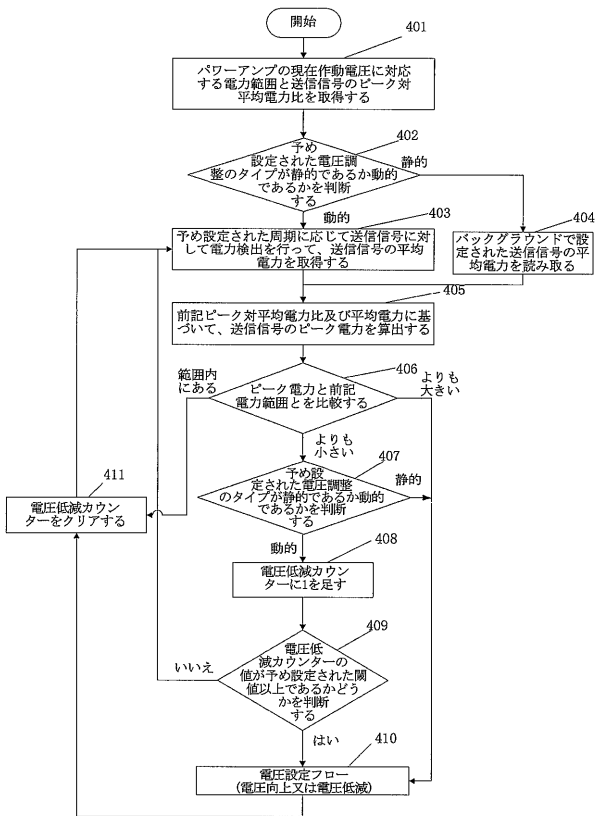 開始
401
パワーアンプの現在作動電圧に対応
する電力範囲と送信信号のピーク対
平均電力比を取得する
402
予め
設定された電圧調
整のタイプが静的であるか動的
であるかを判断
する
静的
動的
403
予め設定された周期に応じて送信信号に対
して電力検出を行って、送信信号の平均
電力を取得する
404
バックグラウンドで設
定された送信信号の平
均電力を読み取る
405
前記ピーク対平均電力比及び平均電力に基
づいて、送信信号のピーク電力を算出する
406
範囲内
にある
ピーク電力と前記
電力範囲とを比較する
よりも
大きい
よりも
小さい
407
予め設
定された電圧調整
のタイプが静的であるか動的
であるかを判断
する
静的
411
電圧低減カウン
ターをクリアする
動的
408
電圧低減カウン
ターに1を足す
409
電圧低
減カウンターの
値が予め設定された閾
値以上であるかどう
かを判断
する
いいえ
はい
410
電圧設定フロー
(電圧向上又は電圧低減)